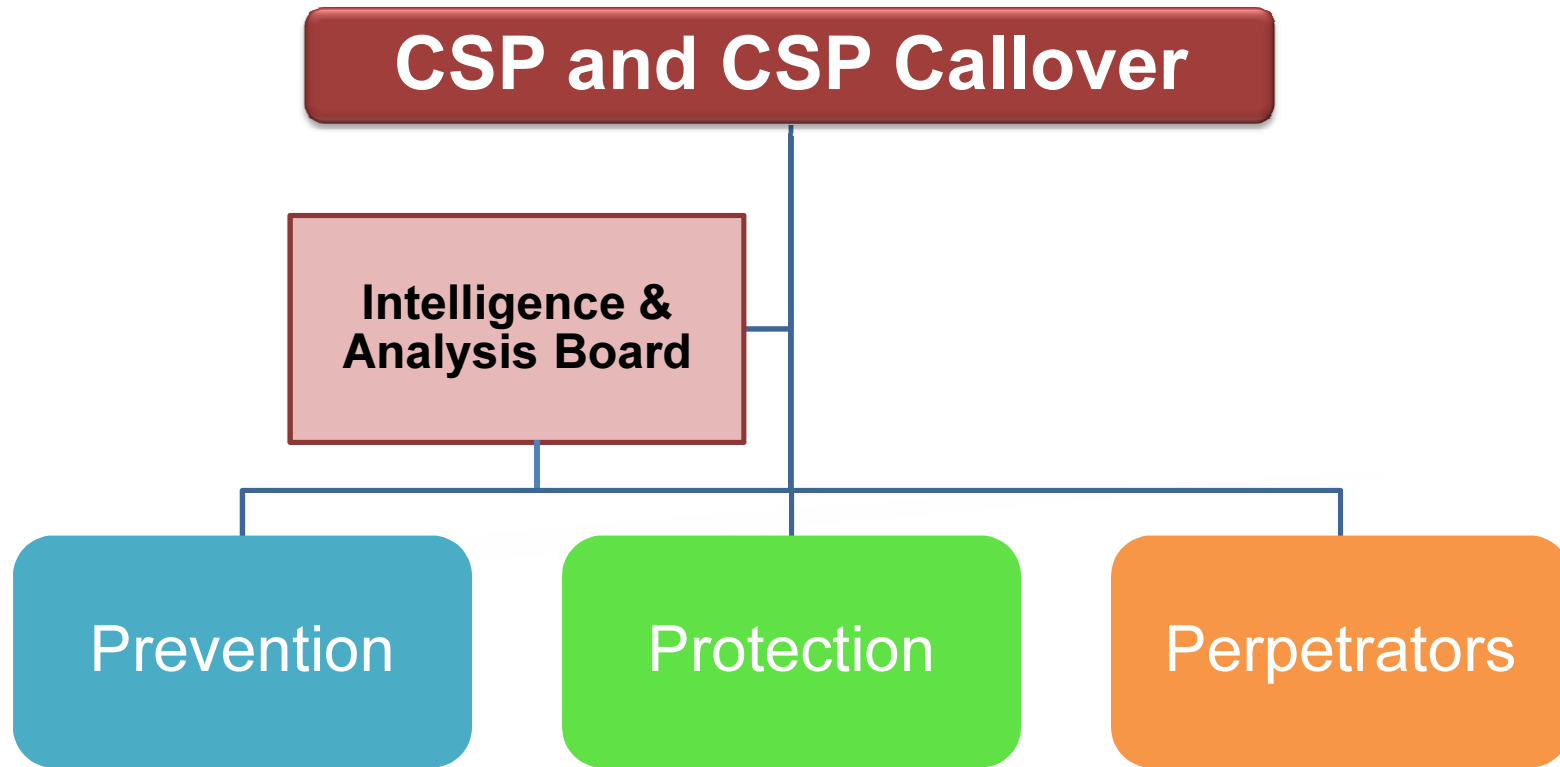 CSP and CSP Callover
Intelligence &
Analysis Board
Prevention
Protection
Perpetrators